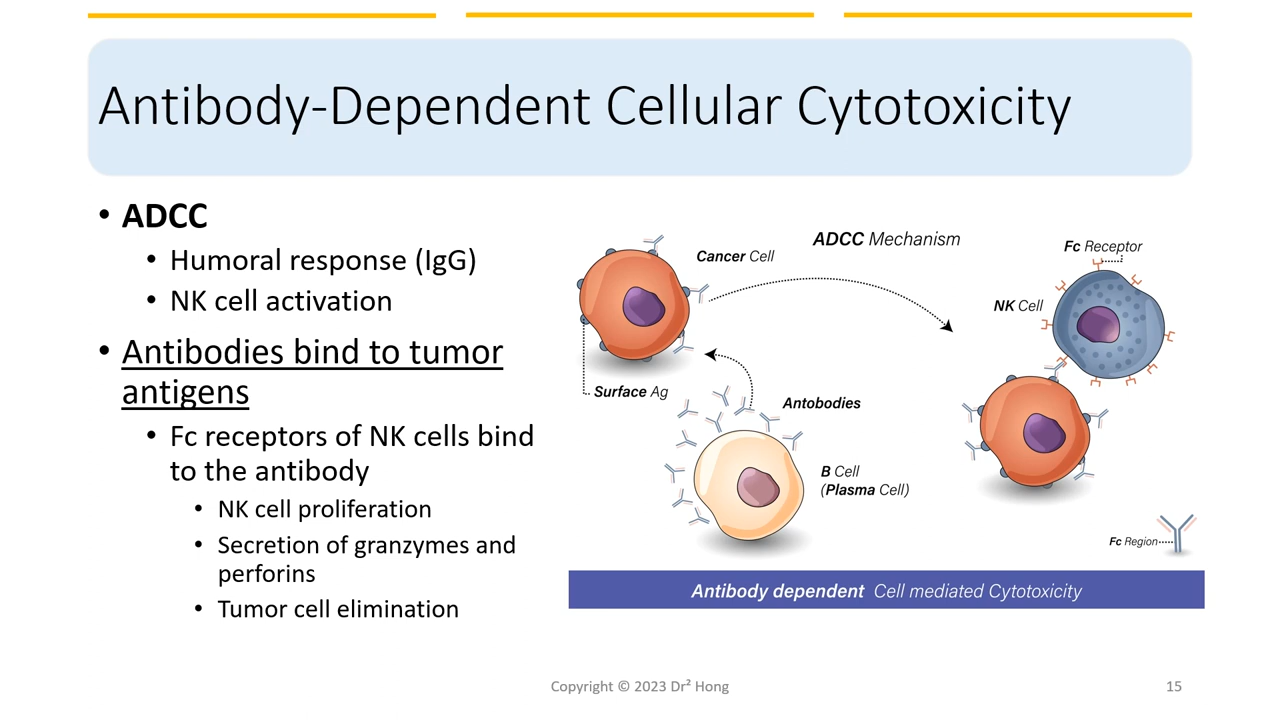 Antibody-Dependent Cellular Cytotoxicity
• ADCC
• Humoral response (IgG)
• NK cell activation
• Antibodies bind to tumor
antigens
• Fc receptors of NK cells bind
to the antibody
• NK cell proliferation
• Secretion of granzymes and
perforins
• Tumor cell elimination
ADCC Mechanism
Cancer Cell
Fc Receptor
NK Cell
Surface Ag
Antobodies
B Cell
(Plasma Cell)
Fc Region
Antibody dependent Cell mediated Cytotoxicity
Copyright © 2023 Dr² Hong
15